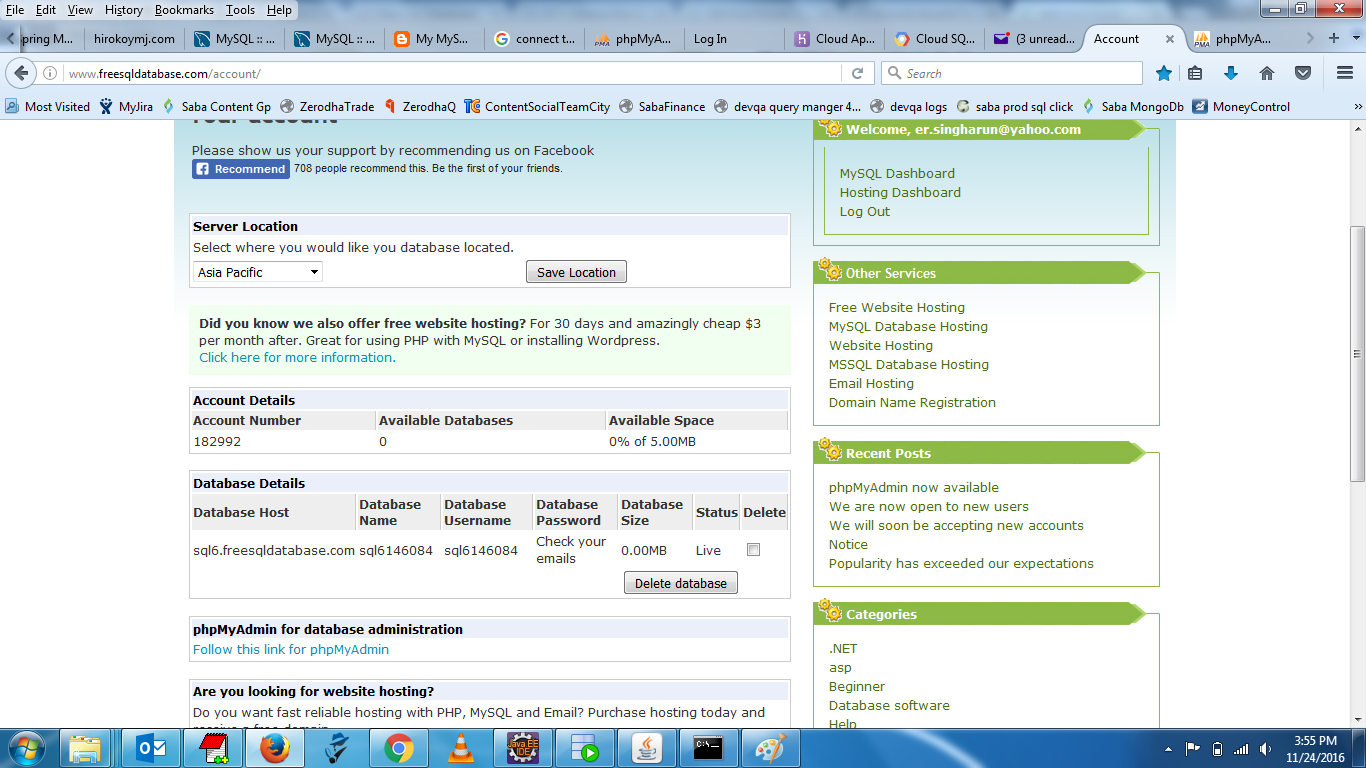 File Edit View History Bookmarks Tools Help
spring M... hirokoymj.com MySQL :: ... MySQL :: ... My MyS... connect t... phpMyA... Log In Cloud Ap... Cloud SQ... (3 unread... Account phpMyA...
www.freesqldatabase.com/account/ Search
Most Visited MyJira Saba Content Gp ZerodhaTrade ZerodhaQ ContentSocialTeamCity SabaFinance devqa query manger 4... devqa logs saba prod sql click Saba MongoDb MoneyControl
Your account
Please show us your support by recommending us on Facebook
Recommend 708 people recommend this. Be the first of your friends.
Server Location
Select where you would like you database located.
Asia Pacific Save Location
Did you know we also offer free website hosting? For 30 days and amazingly cheap $3
per month after. Great for using PHP with MySQL or installing Wordpress.
Click here for more information.
Account Details
Account Number Available Databases Available Space
182992 0 0% of 5.00MB
Database Details
Database Host Database Name Database Username Database Password Database Size Status Delete
sql6.freesqldatabase.com sql6146084 sql6146084 Check your emails 0.00MB Live
Delete database
phpMyAdmin for database administration
Follow this link for phpMyAdmin
Are you looking for website hosting?
Do you want fast reliable hosting with PHP, MySQL and Email? Purchase hosting today and
Welcome, er.singharun@yahoo.com
MySQL Dashboard
Hosting Dashboard
Log Out
Other Services
Free Website Hosting
MySQL Database Hosting
Website Hosting
MSSQL Database Hosting
Email Hosting
Domain Name Registration
Recent Posts
phpMyAdmin now available
We are now open to new users
We will soon be accepting new accounts
Notice
Popularity has exceeded our expectations
Categories
.NET
asp
Beginner
Database software
Help
Java EE
IDE
C:\
3:55 PM
11/24/2016